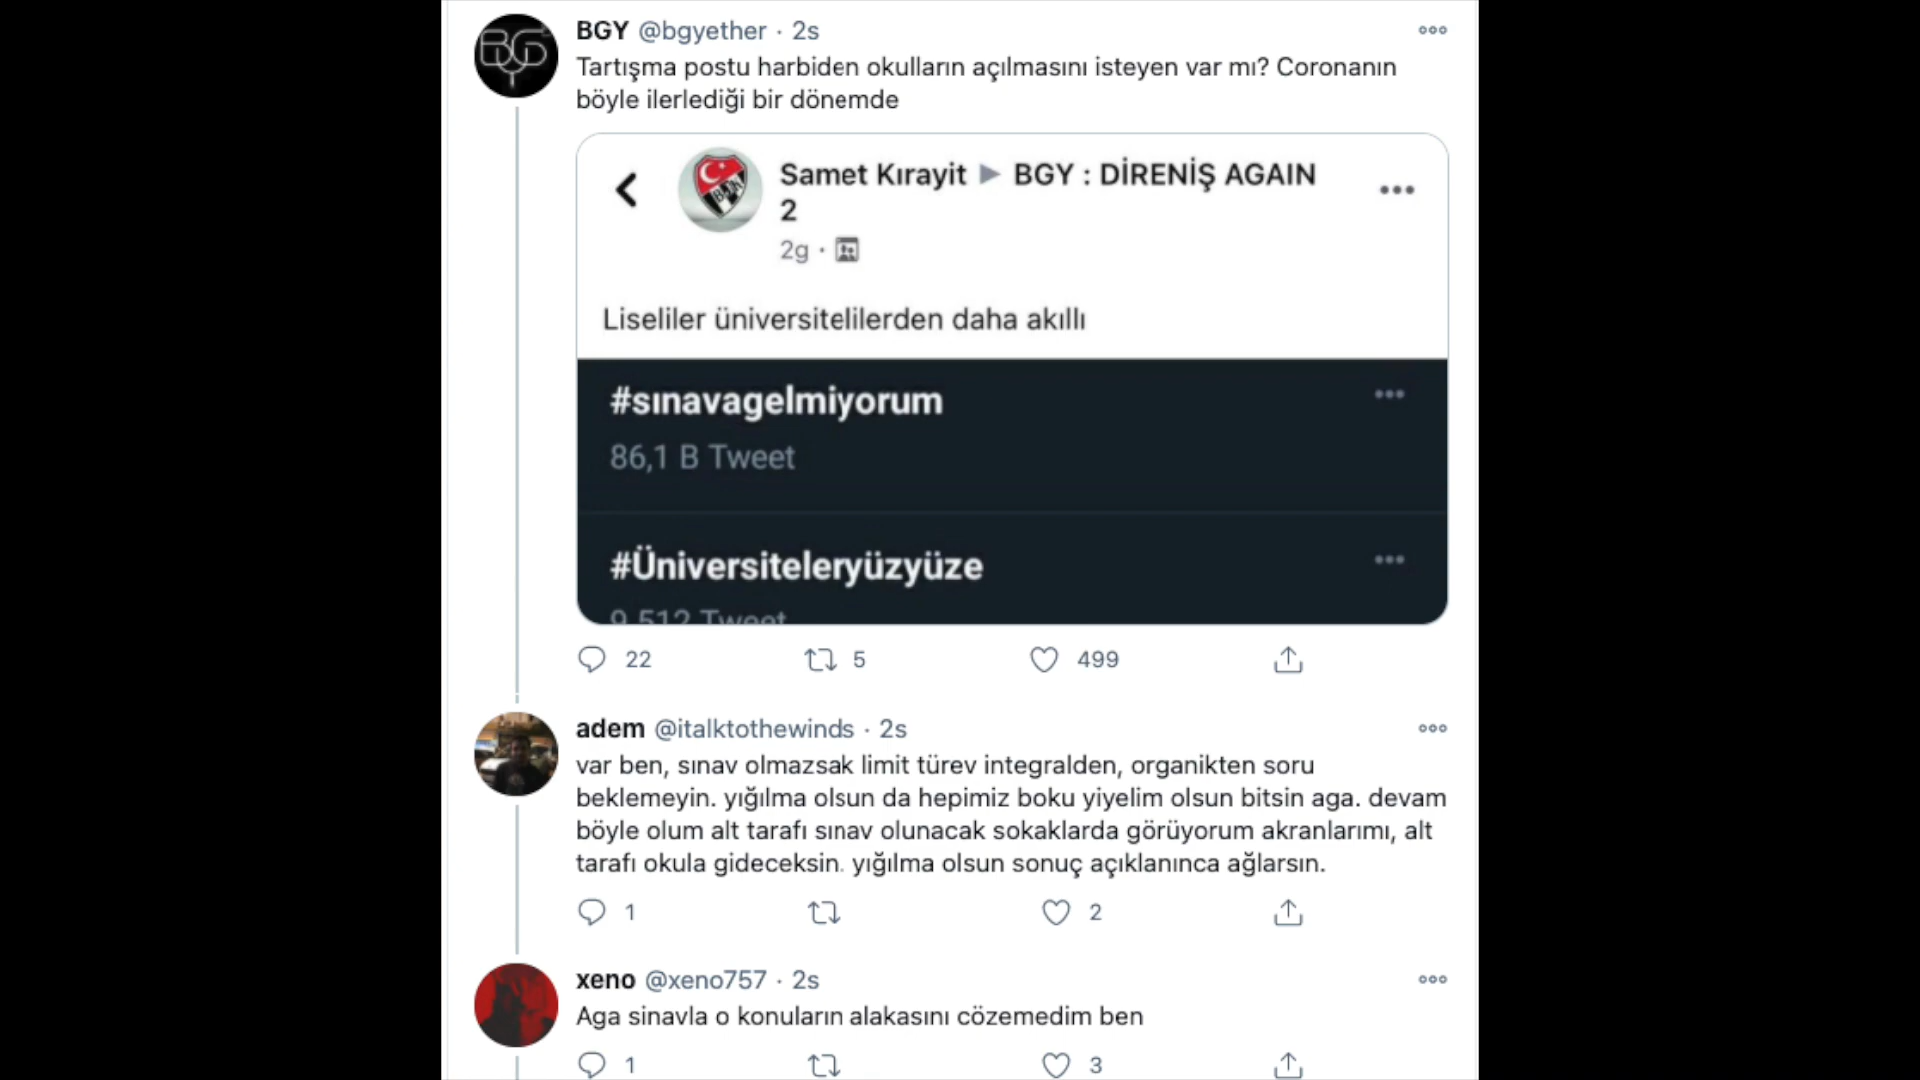 BGY @bgyether · 2s
Tartışma postu harbiden okulların açılmasını isteyen var mı? Coronanın
böyle ilerlediği bir dönemde
Samet Kırayit ▶ BGY : DİRENİŞ AGAIN
2
2g ·
Liseliler üniversitelilerden daha akıllı
#sınavagelmiyorum
86,1 B Tweet
#Üniversiteleryüzyüze
9.512 Tweet
22 5 499
adem @italktothewinds · 2s
var ben, sınav olmazsak limit türev integralden, organikten soru
beklemeyin. yığılma olsun da hepimiz boku yiyelim olsun bitsin aga. devam
böyle olum alt tarafı sınav olunacak sokaklarda görüyorum akranlarımı, alt
tarafı okula gideceksin. yığılma olsun sonuç açıklanınca ağlarsın.
1 2
xeno @xeno757 · 2s
Aga sinavla o konuların alakasını cözemedim ben
1 3